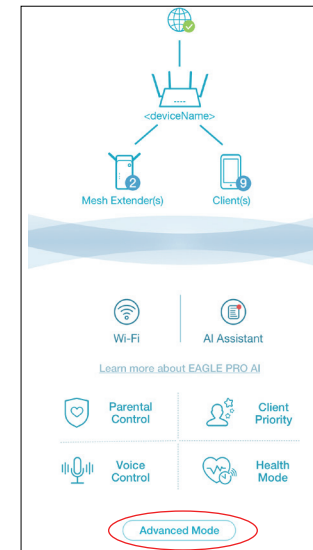 <deviceName>
2
9
Mesh Extender(s)
Client(s)
Wi-Fi
AI Assistant
Learn more about EAGLE PRO AI
Parental
Control
Client
Priority
Voice
Control
Health
Mode
Advanced Mode